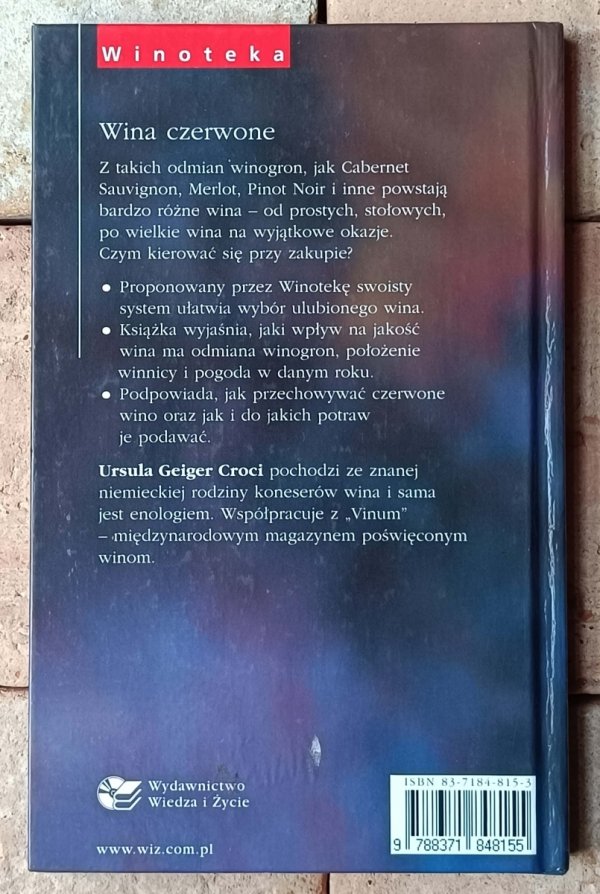 Winoteka
Wina czerwone
Z takich odmian winogron, jak Cabernet
Sauvignon, Merlot, Pinot Noir i inne powstają
bardzo różne wina – od prostych, stołowych,
po wielkie wina na wyjątkowe okazje.
Czym kierować się przy zakupie?
• Proponowany przez Winotekę swoisty
system ułatwia wybór ulubionego wina.
• Książka wyjaśnia, jaki wpływ na jakość
wina ma odmiana winogron, położenie
winnicy i pogoda w danym roku.
• Podpowiada, jak przechowywać czerwone
wino oraz jak i do jakich potraw
je podawać.
Ursula Geiger Croci pochodzi ze znanej
niemieckiej rodziny koneserów wina i sama
jest enologiem. Współpracuje z „Vinum”
– międzynarodowym magazynem poświęconym
winom.
Wydawnictwo
Wiedza i Życie
www.wiz.com.pl
ISBN 83-7184-815-3
9 788371 848155